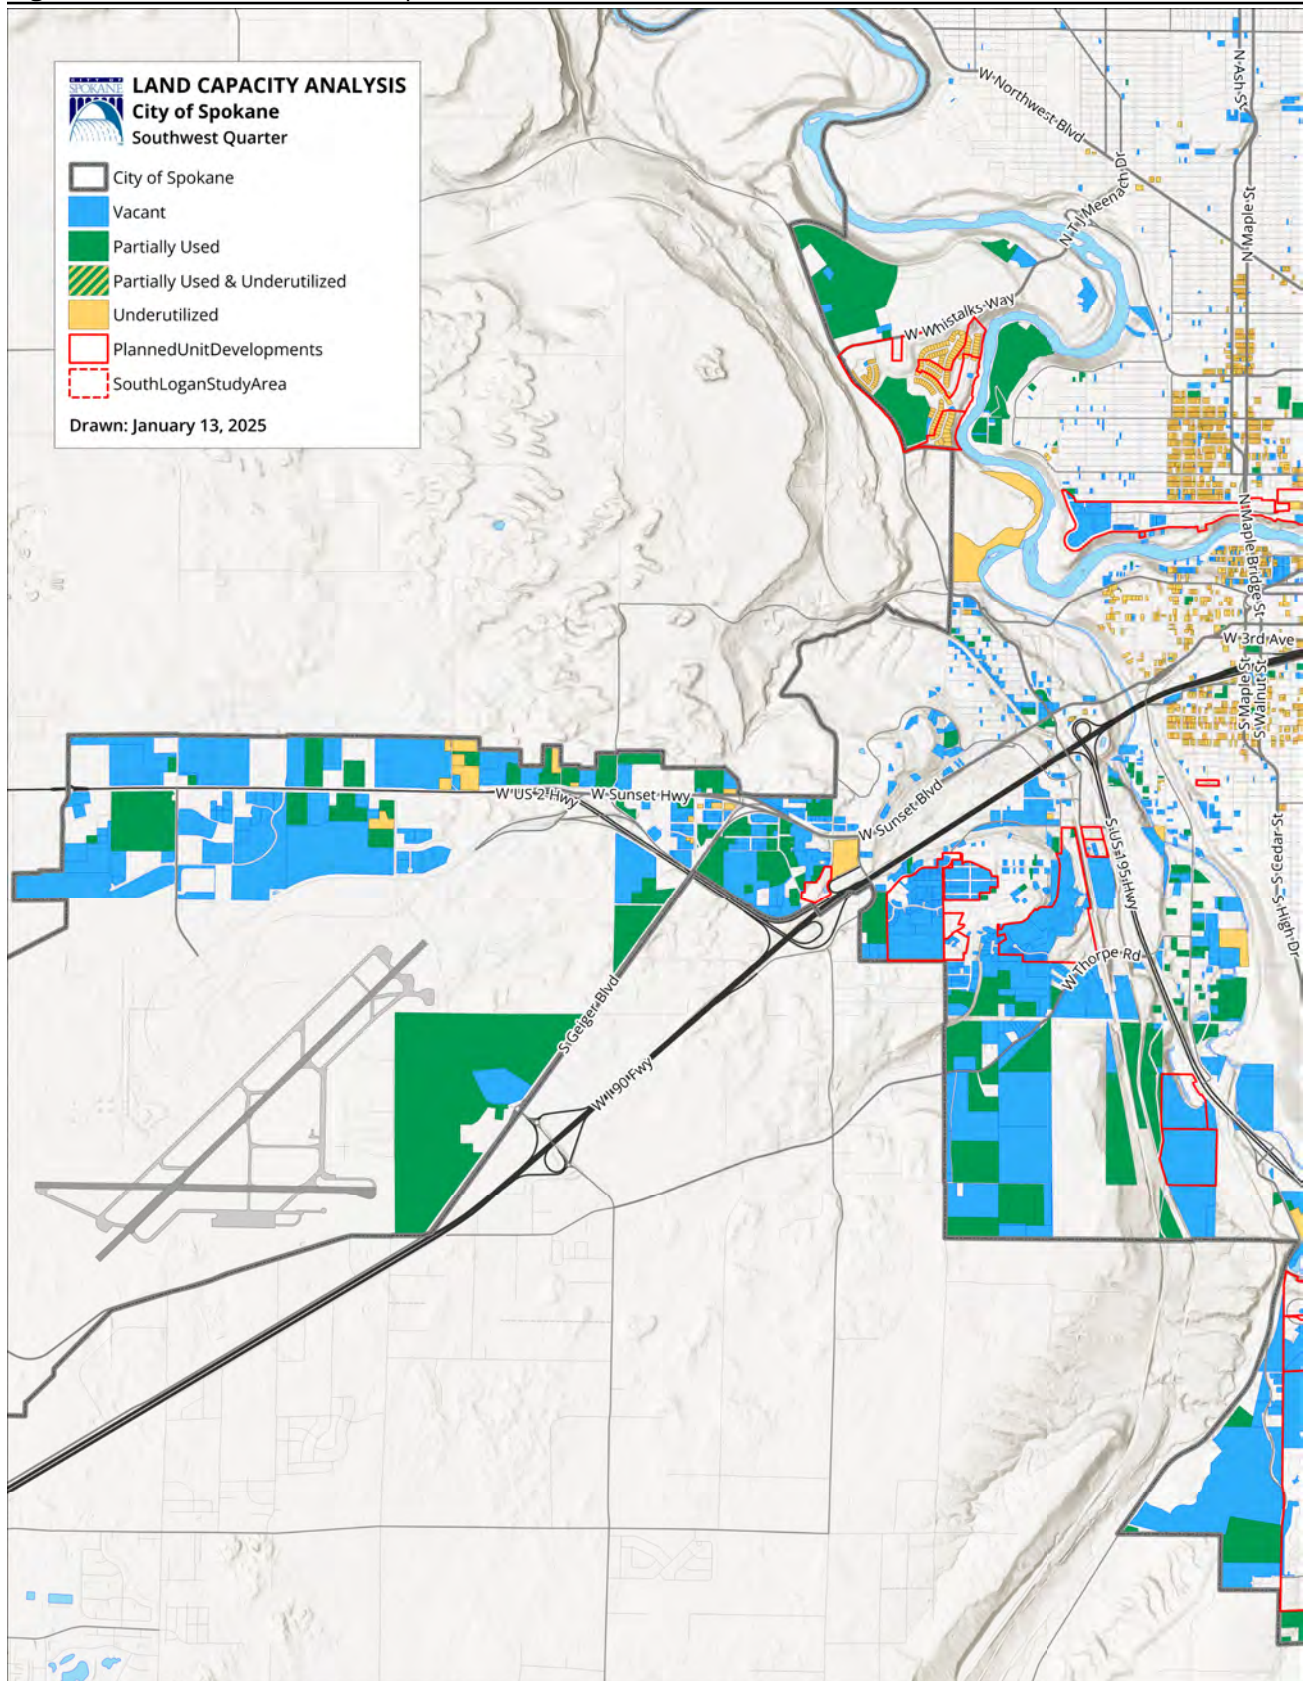 CITY OF
SPOKANE
LAND CAPACITY ANALYSIS
City of Spokane
Southwest Quarter
City of Spokane
Vacant
Partially Used
Partially Used & Underutilized
Underutilized
PlannedUnitDevelopments
SouthLoganStudyArea
Drawn: January 13, 2025
N Ash St
W Northwest Blvd
N T J Meenach Dr
N Maple St
W Whistalks Way
N Maple Bridge St
W 3rd Ave
S Maple St
S Walnut St
W US 2 Hwy
W Sunset Hwy
W Sunset Blvd
S US 195 Hwy
S Cedar St
S High Dr
W Thorpe Rd
S Geiger Blvd
W I 90 Fwy